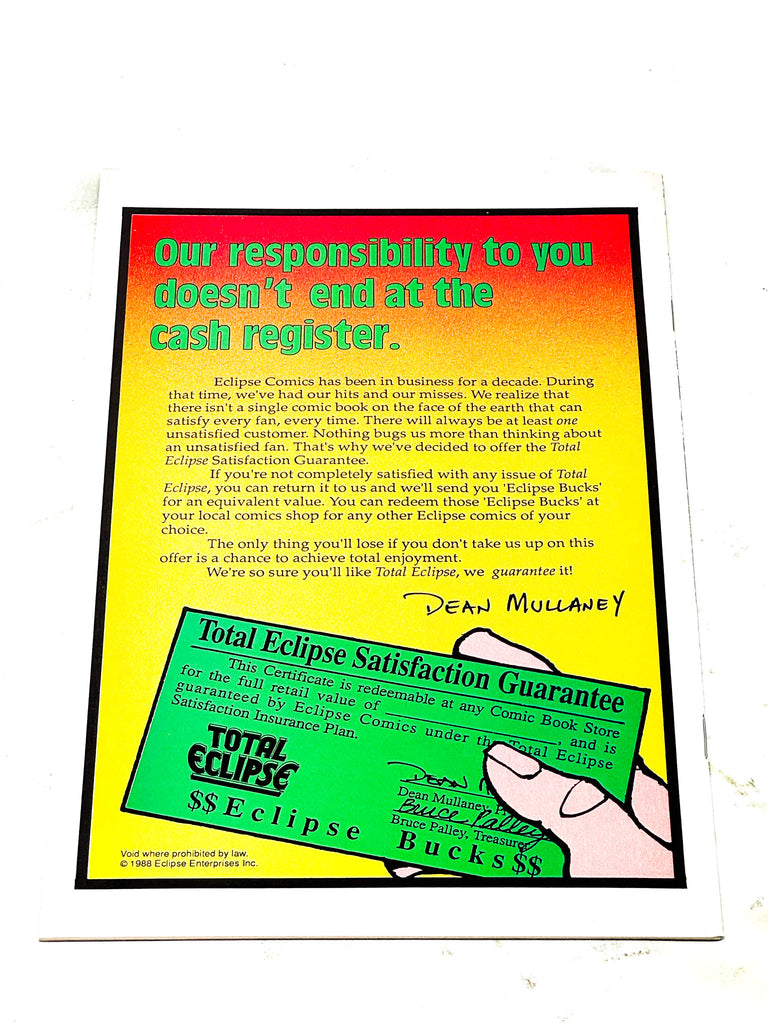 Our responsibility to you
doesn't end at the
cash register.
Eclipse Comics has been in business for a decade. During
that time, we've had our hits and our misses. We realize that
there isn't a single comic book on the face of the earth that can
satisfy every fan, every time. There will always be at least one
unsatisfied customer. Nothing bugs us more than thinking about
an unsatisfied fan. That's why we've decided to offer the Total
Eclipse Satisfaction Guarantee.
If you're not completely satisfied with any issue of Total
Eclipse, you can return it to us and we'll send you 'Eclipse Bucks'
for an equivalent value. You can redeem those 'Eclipse Bucks' at
your local comics shop for any other Eclipse comics of your
choice.
The only thing you'll lose if you don't take us up on this
offer is a chance to achieve total enjoyment.
We're so sure you'll like Total Eclipse, we guarantee it!
DEAN MULLANEY
Total Eclipse Satisfaction Guarantee
This Certificate is redeemable at any Comic Book Store
for the full retail value of ____________, and is
guaranteed by Eclipse Comics under the Total Eclipse
Satisfaction Insurance Plan.
TOTAL
ECLIPSE
DEAN
Dean Mullaney,
Bruce Palley
Bruce Palley, Treasurer
$$ Eclipse Bucks $$
Void where prohibited by law.
© 1988 Eclipse Enterprises Inc.